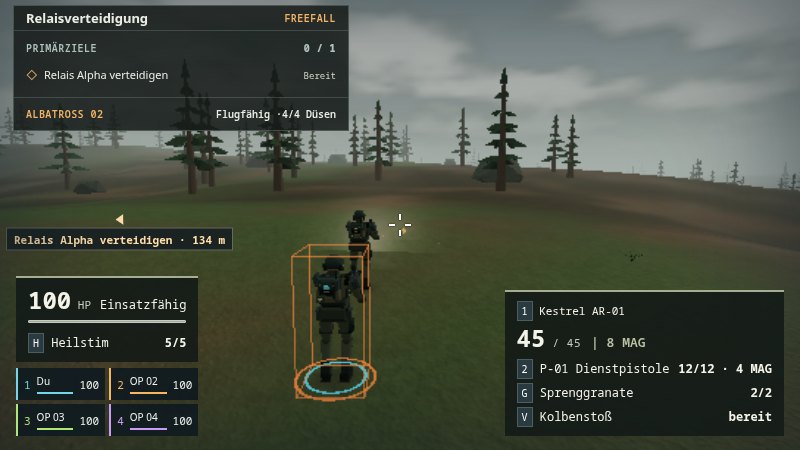 Relaisverteidigung FREEFALL
PRIMÄRZIELE 0 / 1
Relais Alpha verteidigen Bereit
ALBATROSS 02 Flugfähig ·4/4 Düsen
Relais Alpha verteidigen · 134 m
100 HP Einsatzfähig
H Heilstim 5/5
1 Du 100
2 OP 02 100
3 OP 03 100
4 OP 04 100
1 Kestrel AR-01
45 / 45 | 8 MAG
2 P-01 Dienstpistole 12/12 · 4 MAG
G Sprenggranate 2/2
V Kolbenstoß bereit